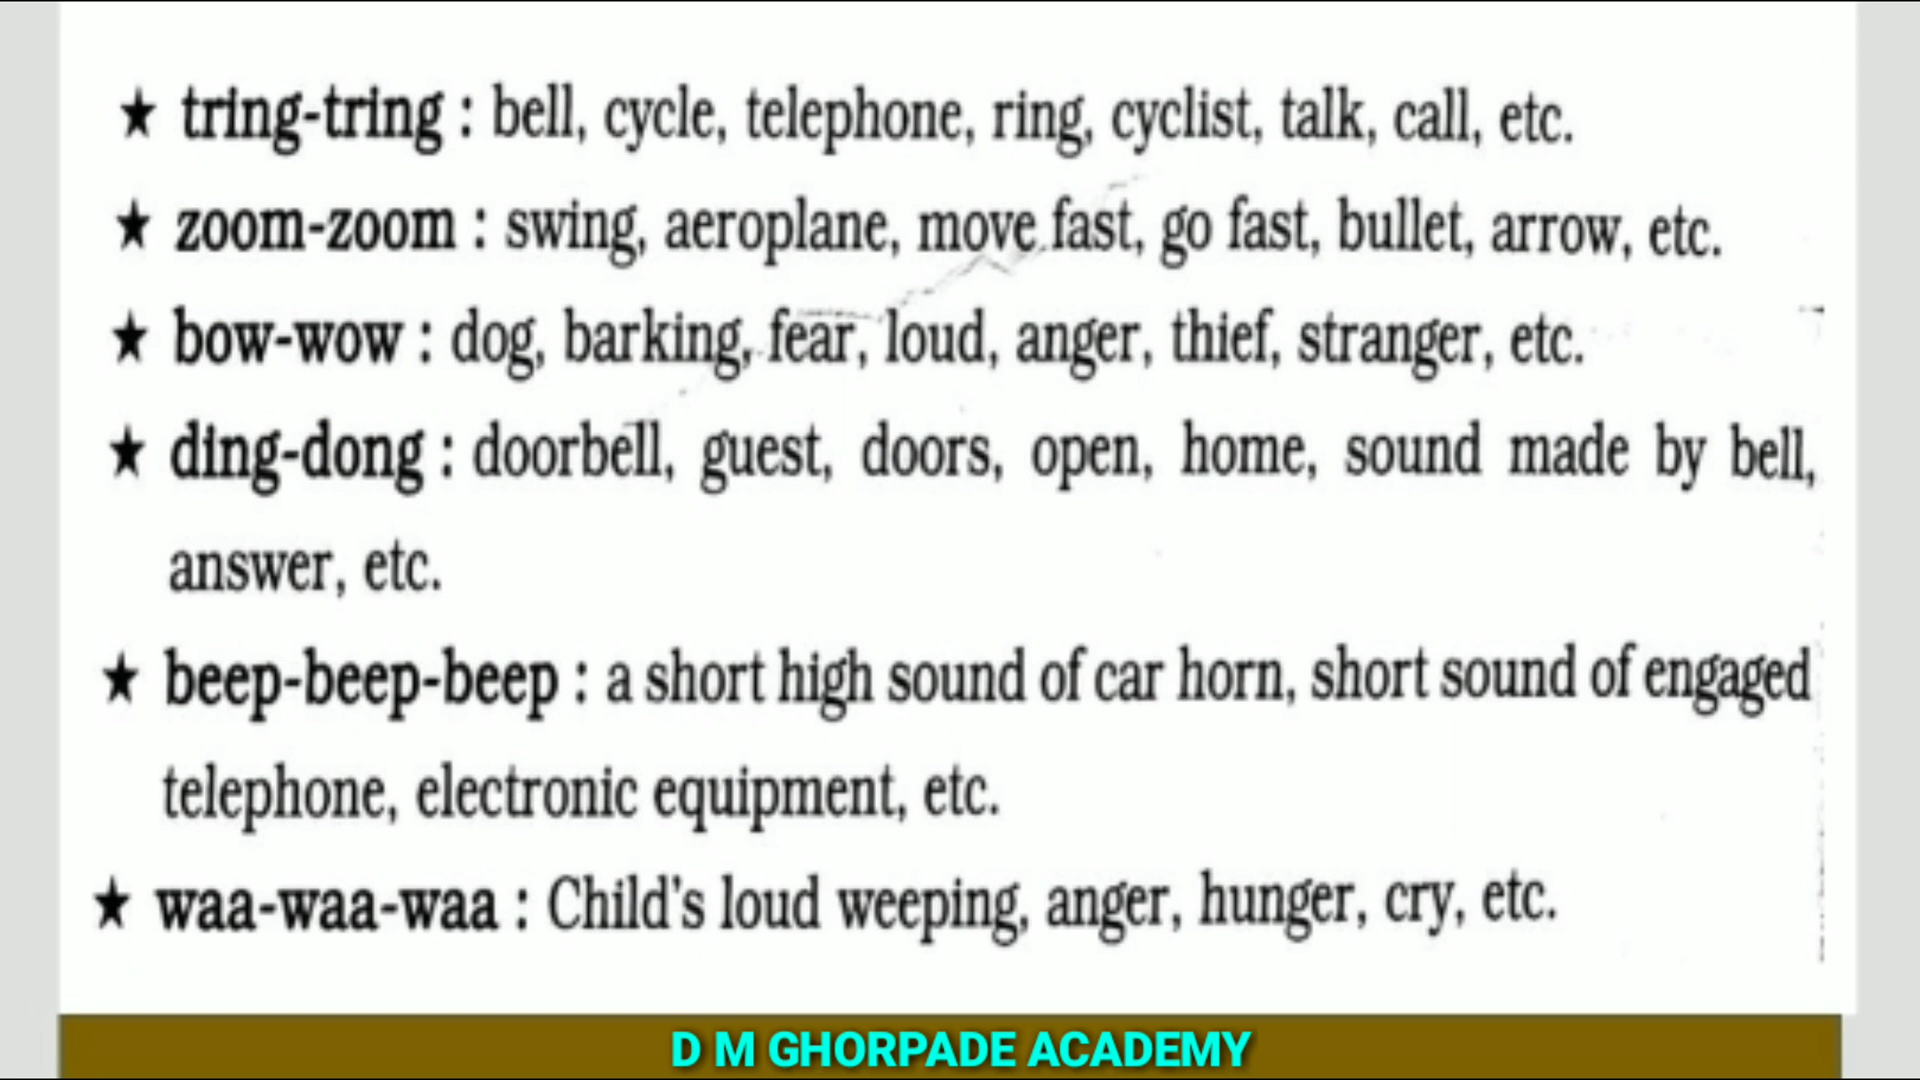 ★ tring-tring : bell, cycle, telephone, ring, cyclist, talk, call, etc.
★ zoom-zoom : swing, aeroplane, move fast, go fast, bullet, arrow, etc.
★ bow-wow : dog, barking, fear, loud, anger, thief, stranger, etc.
★ ding-dong : doorbell, guest, doors, open, home, sound made by bell,
answer, etc.
★ beep-beep-beep : a short high sound of car horn, short sound of engaged
telephone, electronic equipment, etc.
★ waa-waa-waa : Child's loud weeping, anger, hunger, cry, etc.
D M GHORPADE ACADEMY